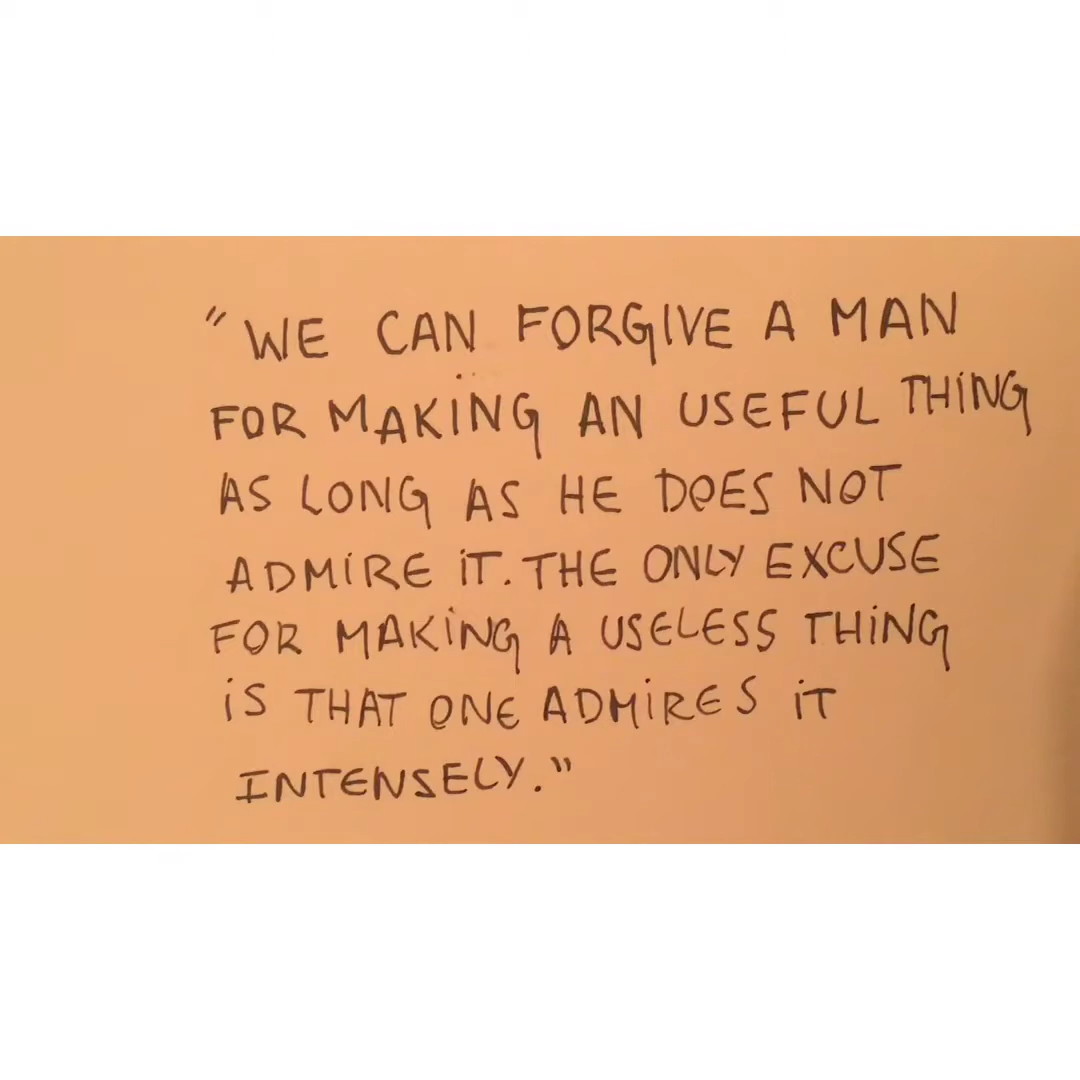 "WE CAN FORGIVE A MAN
FOR MAKING AN USEFUL THING
AS LONG AS HE DOES NOT
ADMIRE IT. THE ONLY EXCUSE
FOR MAKING A USELESS THING
IS THAT ONE ADMIRES IT
INTENSELY."